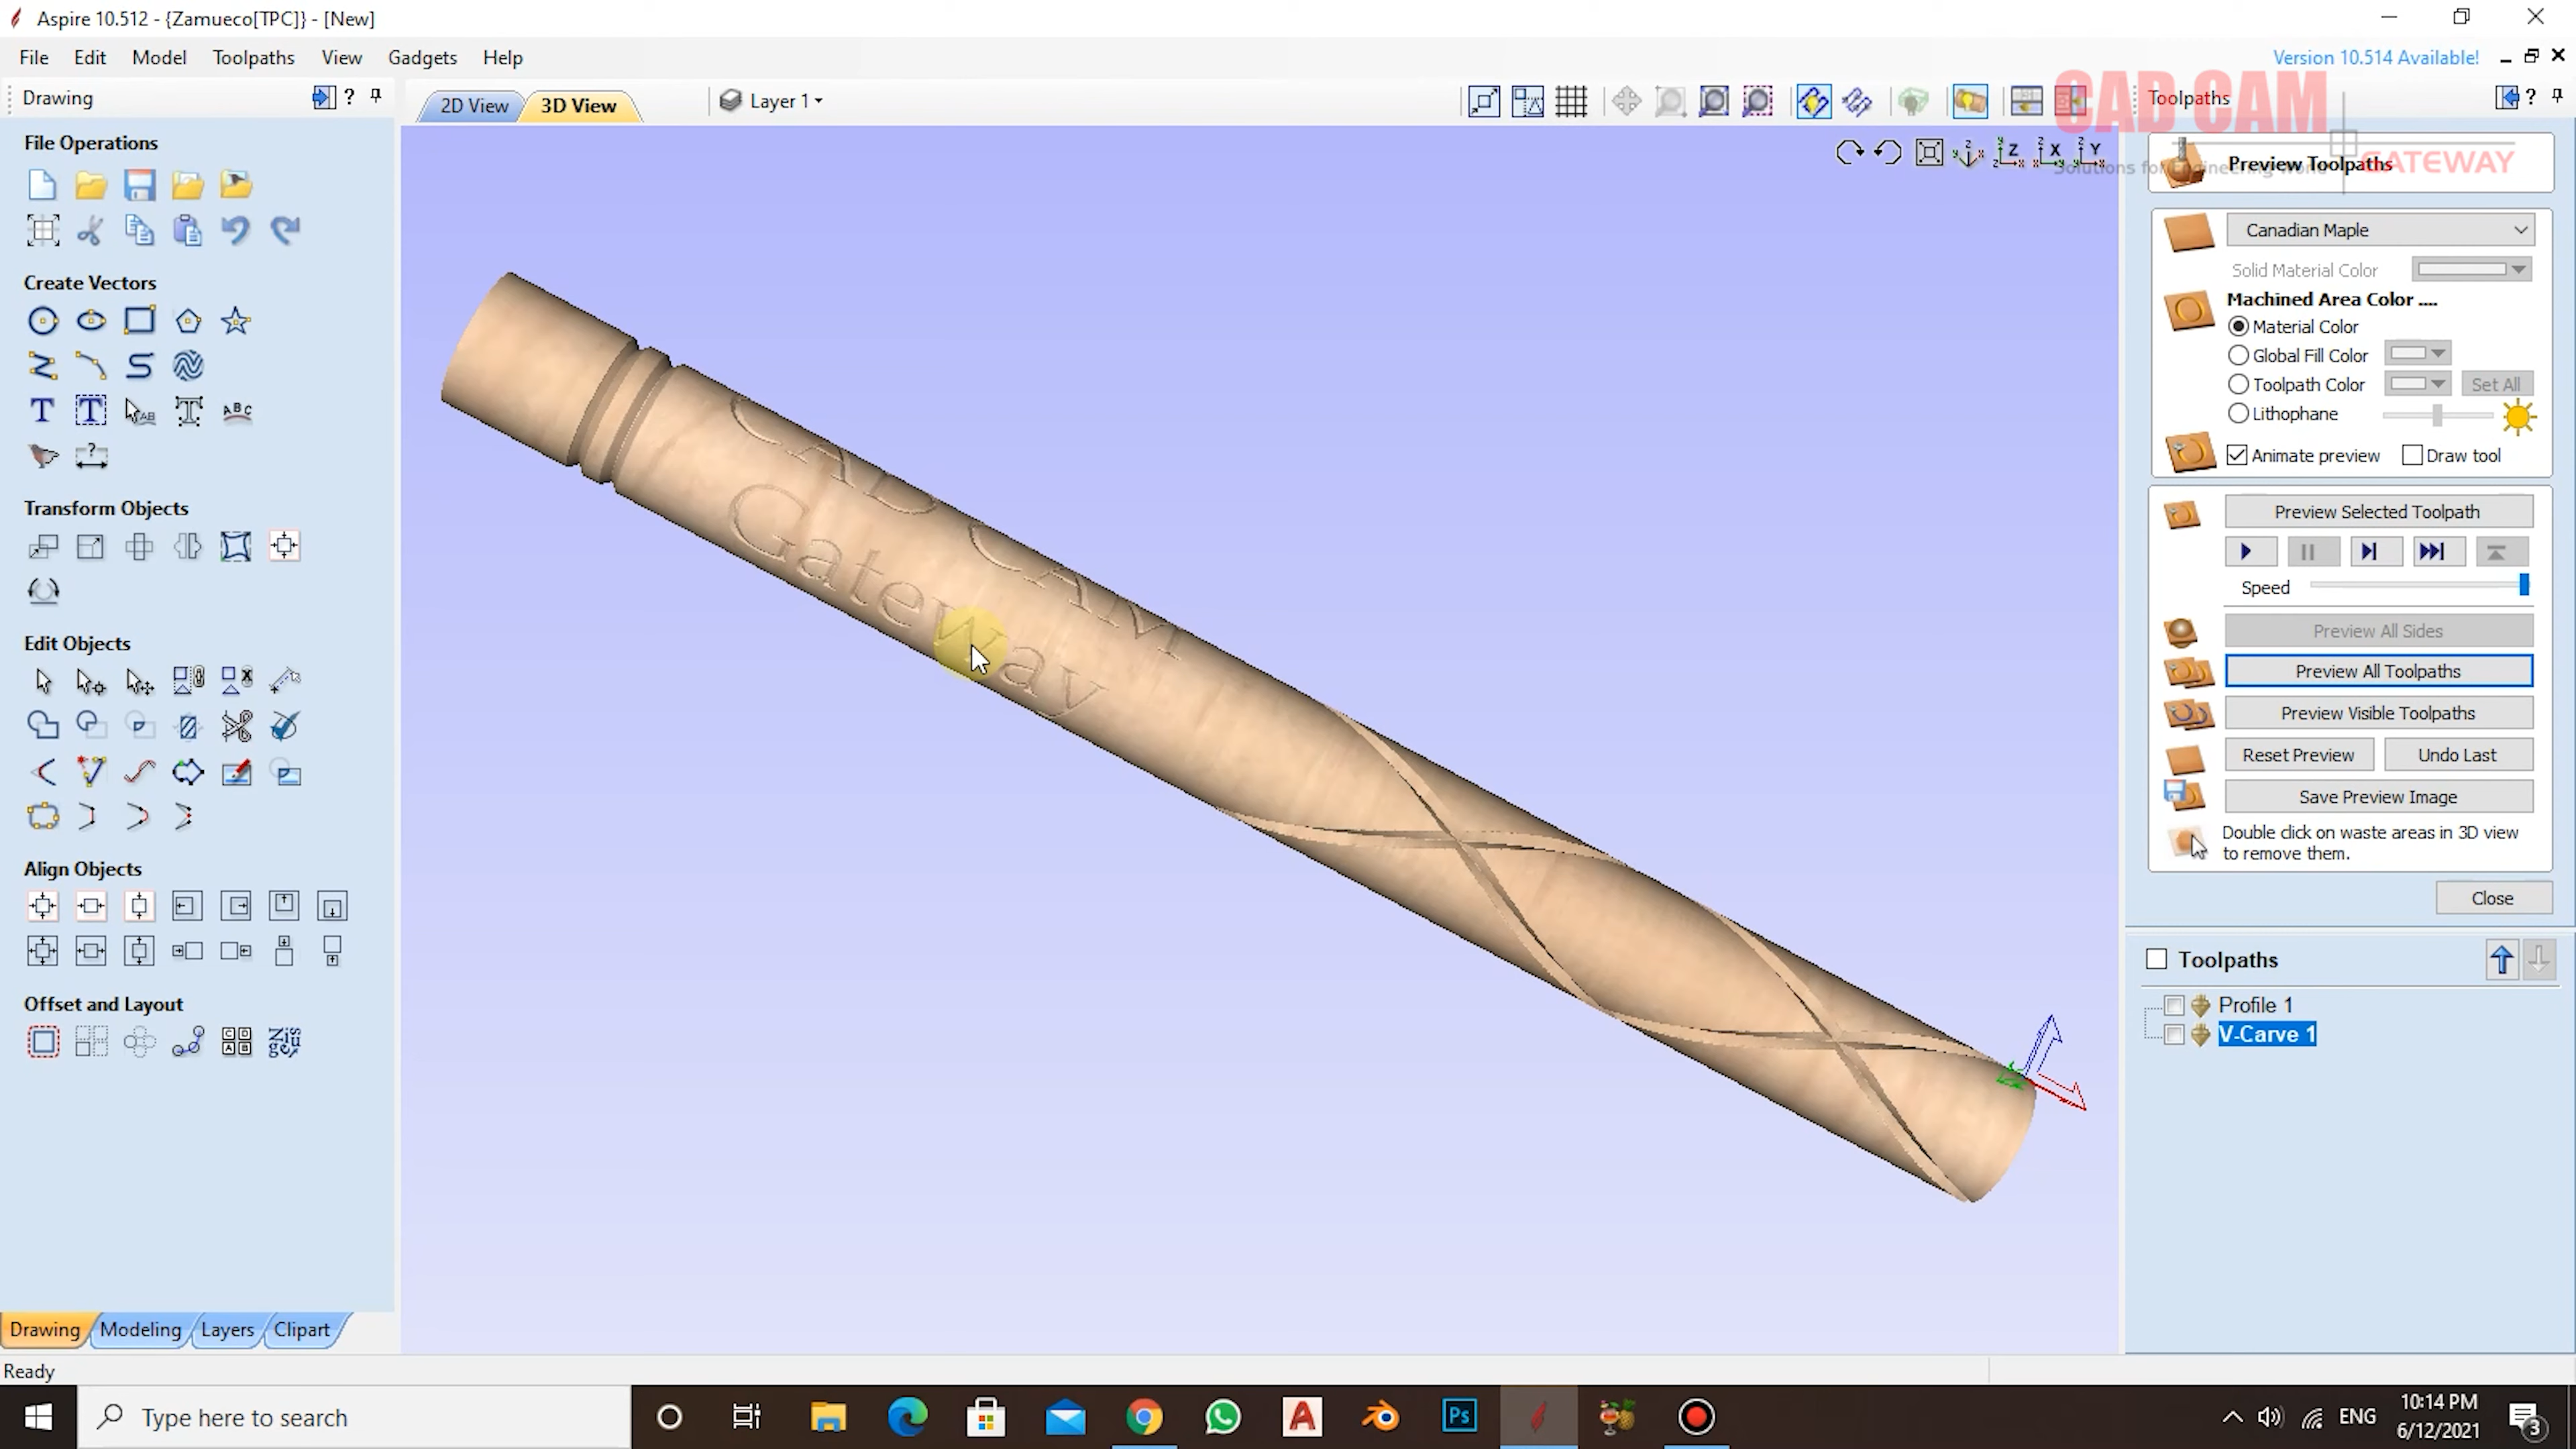 Aspire 10.512 - {Zamueco[TPC]} - [New]
File Edit Model Toolpaths View Gadgets Help
Version 10.514 Available!
Drawing
?
2D View
3D View
Layer 1
CAD CAM
GATEWAY
Toolpaths
?
File Operations
Create Vectors
Transform Objects
Edit Objects
Align Objects
Offset and Layout
Drawing Modeling Layers Clipart
Ready
CAD CAM
Gateway
Preview Toolpaths
Canadian Maple
Solid Material Color
Machined Area Color ....
Material Color
Global Fill Color
Toolpath Color
Set All
Lithophane
Animate preview
Draw tool
Preview Selected Toolpath
Speed
Preview All Sides
Preview All Toolpaths
Preview Visible Toolpaths
Reset Preview
Undo Last
Save Preview Image
Double click on waste areas in 3D view
to remove them.
Close
Toolpaths
Profile 1
V-Carve 1
Type here to search
Ps
ENG
10:14 PM
6/12/2021
3